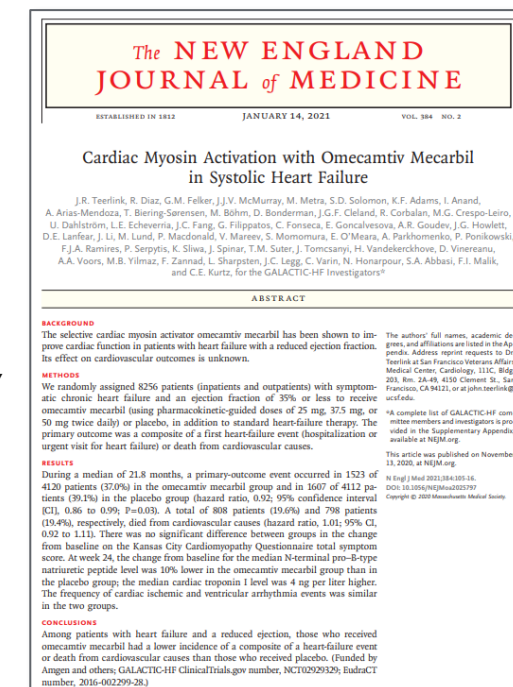 The NEW ENGLAND
JOURNAL of MEDICINE
ESTABLISHED IN 1812 JANUARY 14, 2021 VOL. 384 NO. 2
Cardiac Myosin Activation with Omecamtiv Mecarbil
in Systolic Heart Failure
J.R. Teerlink, R. Diaz, G.M. Felker, J.J.V. McMurray, M. Metra, S.D. Solomon, K.F. Adams, I. Anand,
A. Arias-Mendoza, T. Biering-Sørensen, M. Böhm, D. Bonderman, J.G.F. Cleland, R. Corbalan, M.G. Crespo-Leiro,
U. Dahlström, L.E. Echeverria, J.C. Fang, G. Filippatos, C. Fonseca, E. Goncalvesova, A.R. Goudev, J.G. Howlett,
D.E. Lanfear, J. Li, M. Lund, P. Macdonald, V. Mareev, S. Momomura, E. O'Meara, A. Parkhomenko, P. Ponikowski,
F.J.A. Ramires, P. Serpytis, K. Sliwa, J. Spinar, T.M. Suter, J. Tomcsanyi, H. Vandekerckhove, D. Vinereanu,
A.A. Voors, M.B. Yilmaz, F. Zannad, L. Sharpsten, J.C. Legg, C. Varin, N. Honarpour, S.A. Abbasi, F.I. Malik,
and C.E. Kurtz, for the GALACTIC-HF Investigators*
ABSTRACT
BACKGROUND
The selective cardiac myosin activator omecamtiv mecarbil has been shown to im-
prove cardiac function in patients with heart failure with a reduced ejection fraction.
Its effect on cardiovascular outcomes is unknown.
METHODS
We randomly assigned 8256 patients (inpatients and outpatients) with symptom-
atic chronic heart failure and an ejection fraction of 35% or less to receive
omecamtiv mecarbil (using pharmacokinetic-guided doses of 25 mg, 37.5 mg, or
50 mg twice daily) or placebo, in addition to standard heart-failure therapy. The
primary outcome was a composite of a first heart-failure event (hospitalization or
urgent visit for heart failure) or death from cardiovascular causes.
RESULTS
During a median of 21.8 months, a primary-outcome event occurred in 1523 of
4120 patients (37.0%) in the omecamtiv mecarbil group and in 1607 of 4112 pa-
tients (39.1%) in the placebo group (hazard ratio, 0.92; 95% confidence interval
[CI], 0.86 to 0.99; P=0.03). A total of 808 patients (19.6%) and 798 patients
(19.4%), respectively, died from cardiovascular causes (hazard ratio, 1.01; 95% CI,
0.92 to 1.11). There was no significant difference between groups in the change
from baseline on the Kansas City Cardiomyopathy Questionnaire total symptom
score. At week 24, the change from baseline for the median N-terminal pro–B-type
natriuretic peptide level was 10% lower in the omecamtiv mecarbil group than in
the placebo group; the median cardiac troponin I level was 4 ng per liter higher.
The frequency of cardiac ischemic and ventricular arrhythmia events was similar
in the two groups.
CONCLUSIONS
Among patients with heart failure and a reduced ejection, those who received
omecamtiv mecarbil had a lower incidence of a composite of a heart-failure event
or death from cardiovascular causes than those who received placebo. (Funded by
Amgen and others; GALACTIC-HF ClinicalTrials.gov number, NCT02929329; EudraCT
number, 2016-002299-28.)
The authors' full names, academic de-
grees, and affiliations are listed in the Ap
pendix. Address reprint requests to Dr
Teerlink at San Francisco Veterans Affairs
Medical Center, Cardiology, 111C, Bldg
203, Rm. 2A-49, 4150 Clement St., San
Francisco, CA 94121, or at john.teerlink@
ucsf.edu.
*A complete list of GALACTIC-HF com
mittee members and investigators is pro
vided in the Supplementary Appendix
available at NEJM.org.
This article was published on November
13, 2020, at NEJM.org.
N Engl J Med 2021;384:105-16.
DOI: 10.1056/NEJMoa2025797
Copyright © 2020 Massachusetts Medical Society.